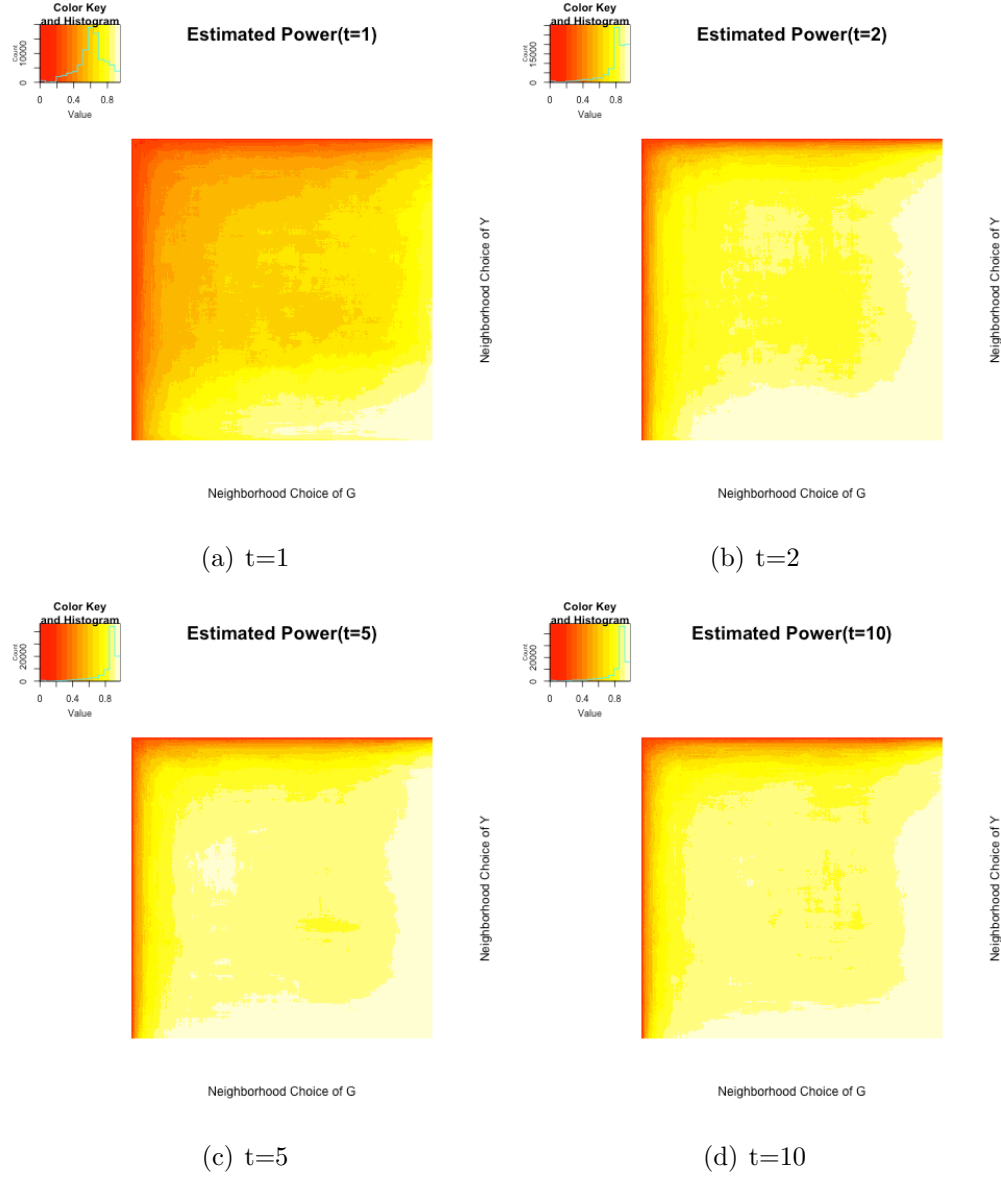 Color Key
and Histogram
Count
0 10000
0 0.4 0.8
Value
Estimated Power(t=1)
Neighborhood Choice of Y
Neighborhood Choice of G
(a) t=1
Color Key
and Histogram
Count
0 15000
0 0.4 0.8
Value
Estimated Power(t=2)
Neighborhood Choice of Y
Neighborhood Choice of G
(b) t=2
Color Key
and Histogram
Count
0 20000
0 0.4 0.8
Value
Estimated Power(t=5)
Neighborhood Choice of Y
Neighborhood Choice of G
(c) t=5
Color Key
and Histogram
Count
0 20000
0 0.4 0.8
Value
Estimated Power(t=10)
Neighborhood Choice of Y
Neighborhood Choice of G
(d) t=10